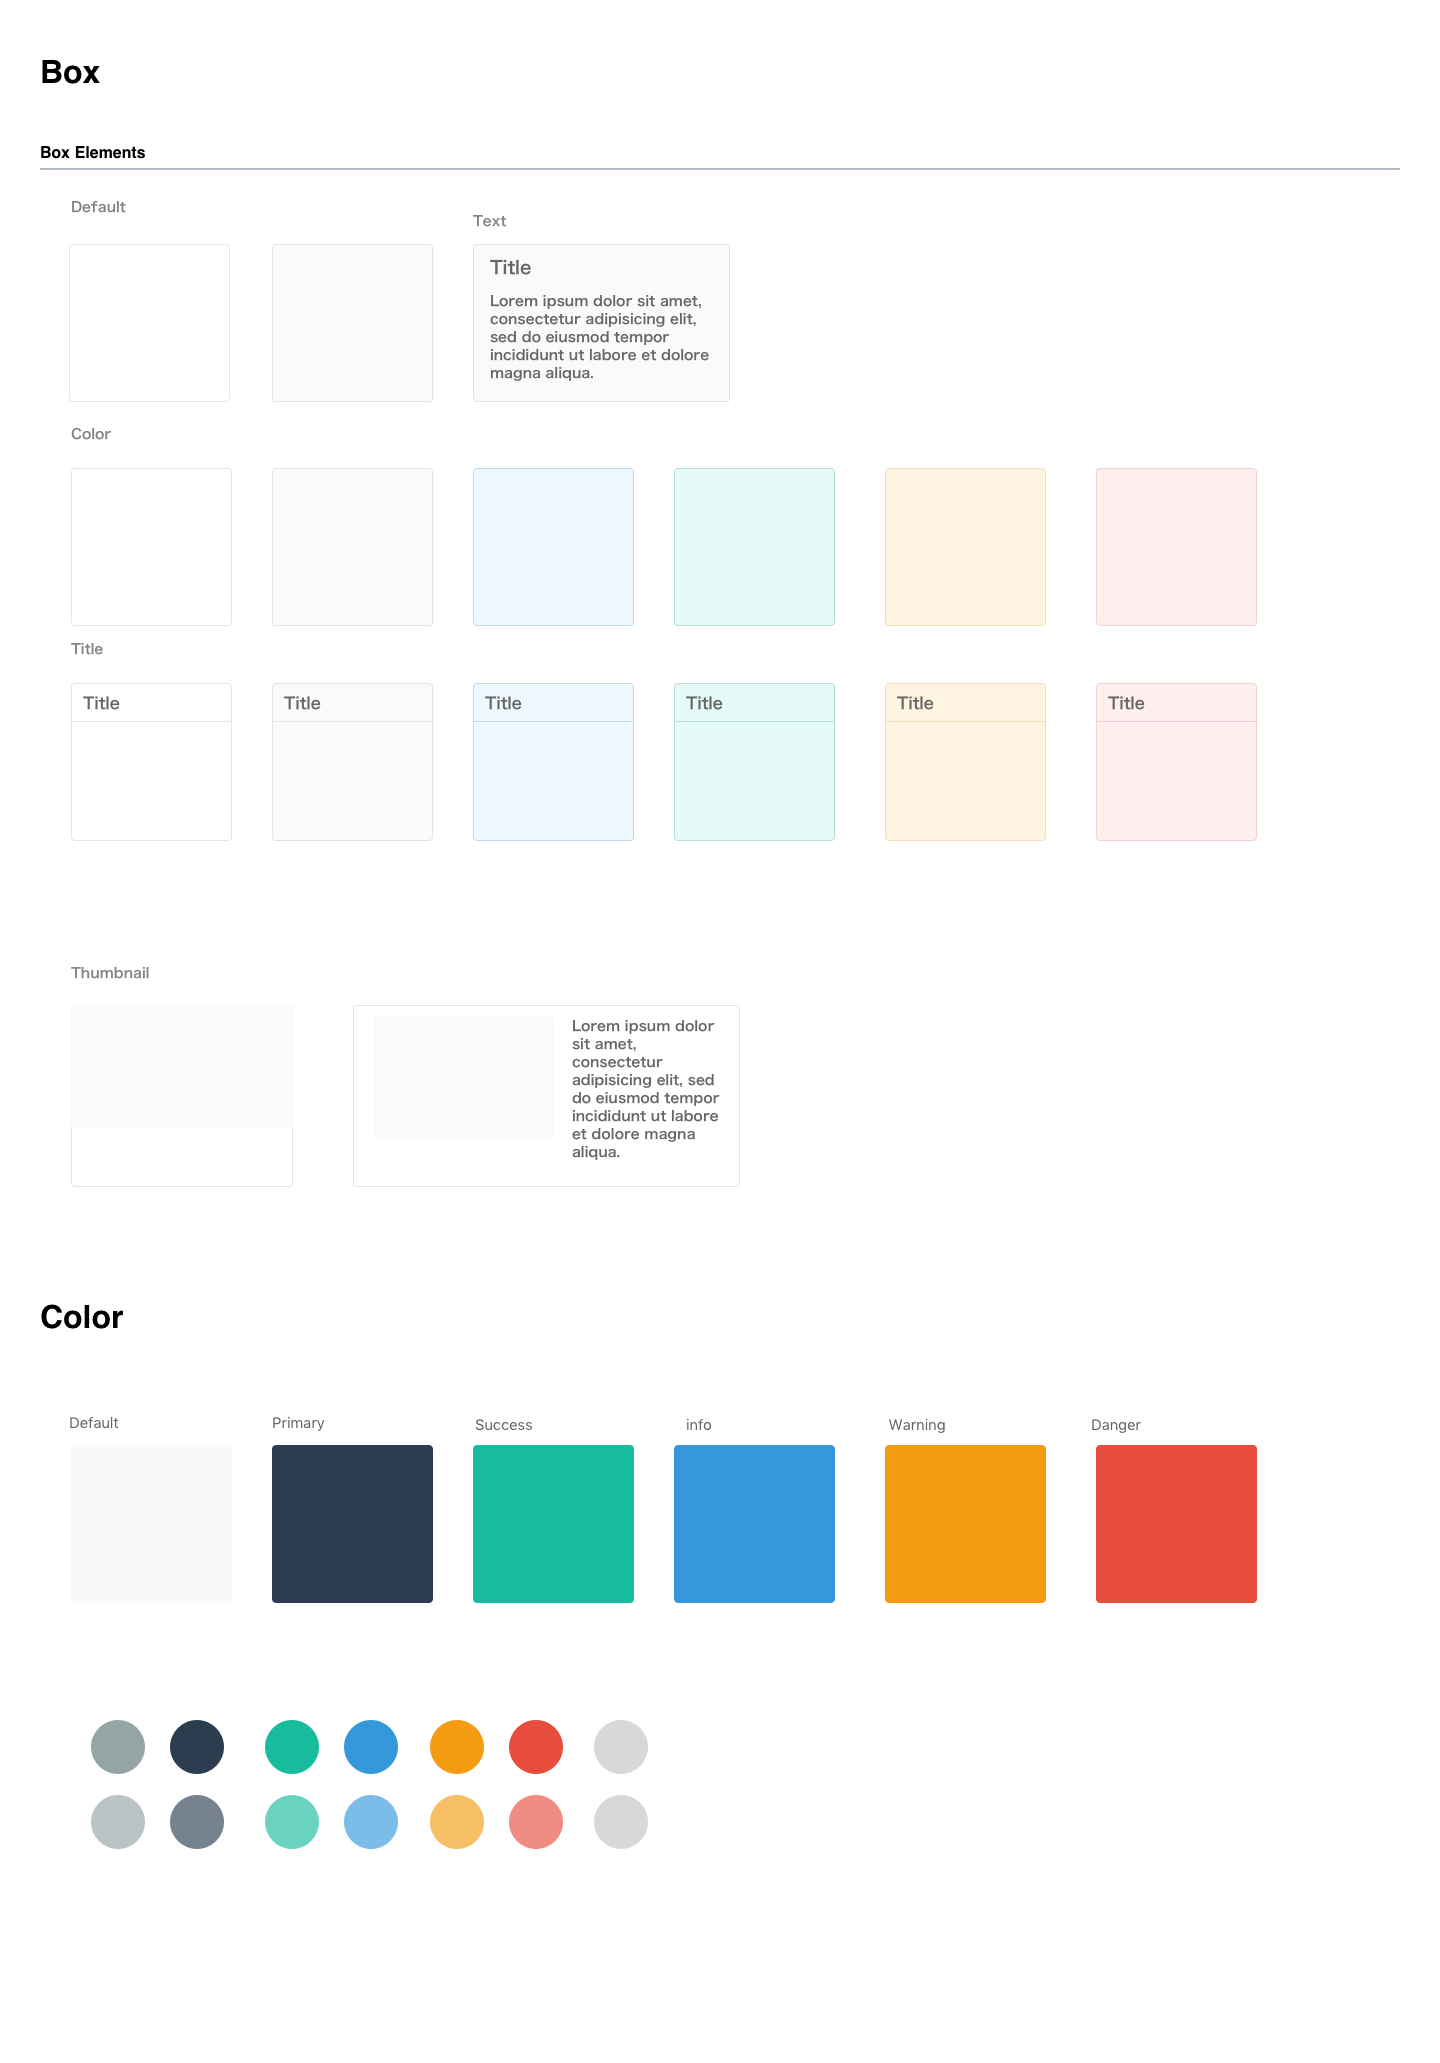 Box
Box Elements
Default
Text
Title
Lorem ipsum dolor sit amet,
consectetur adipisicing elit,
sed do eiusmod tempor
incididunt ut labore et dolore
magna aliqua.
Color
Title
Title
Title
Title
Title
Title
Title
Thumbnail
Lorem ipsum dolor
sit amet,
consectetur
adipisicing elit, sed
do eiusmod tempor
incididunt ut labore
et dolore magna
aliqua.
Color
Default
Primary
Success
info
Warning
Danger